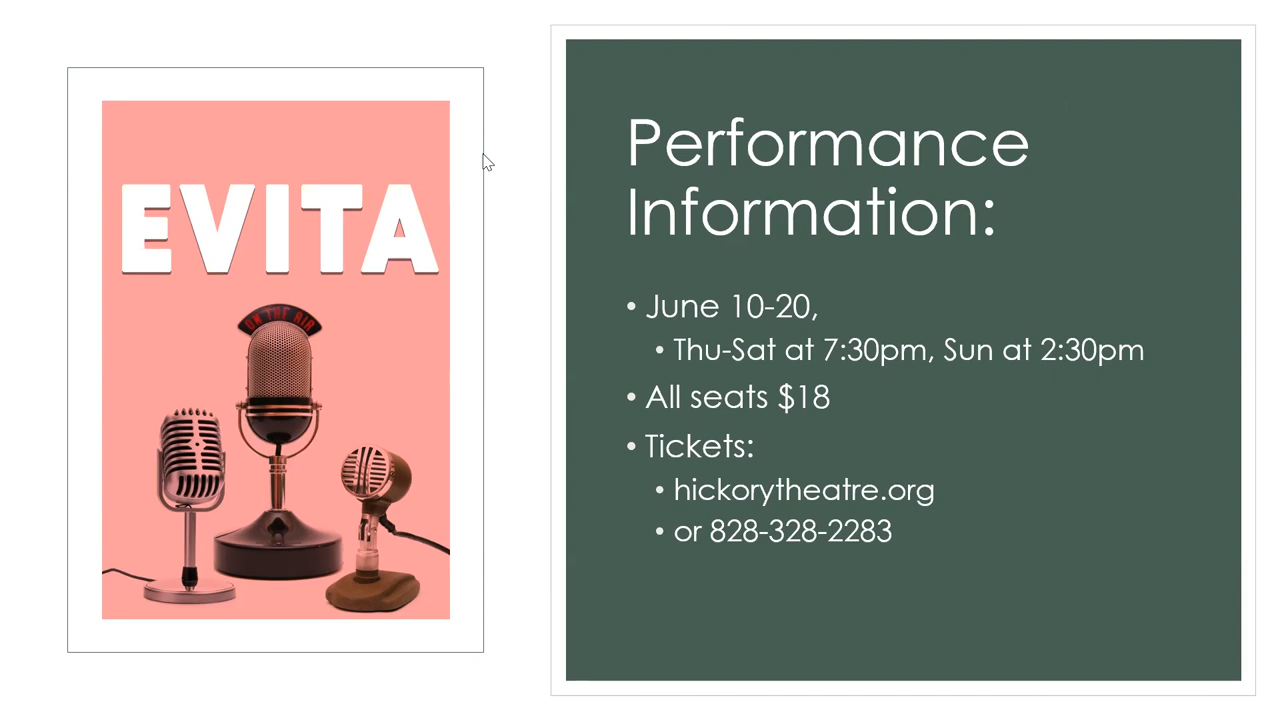 EVITA
ON THE AIR
Performance
Information:
• June 10-20,
• Thu-Sat at 7:30pm, Sun at 2:30pm
• All seats $18
• Tickets:
• hickorytheatre.org
• or 828-328-2283